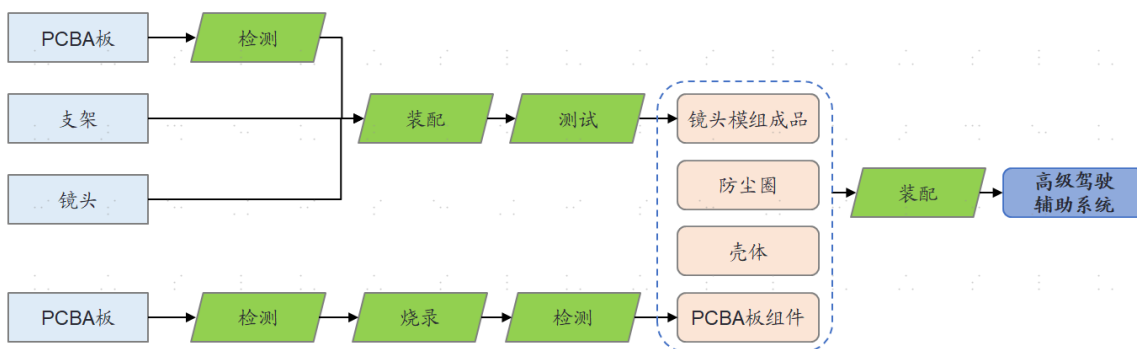 PCBA板
检测
支架
装配
测试
镜头模组成品
镜头
防尘圈
壳体
装配
高级驾驶
辅助系统
PCBA板
检测
烧录
检测
PCBA板组件